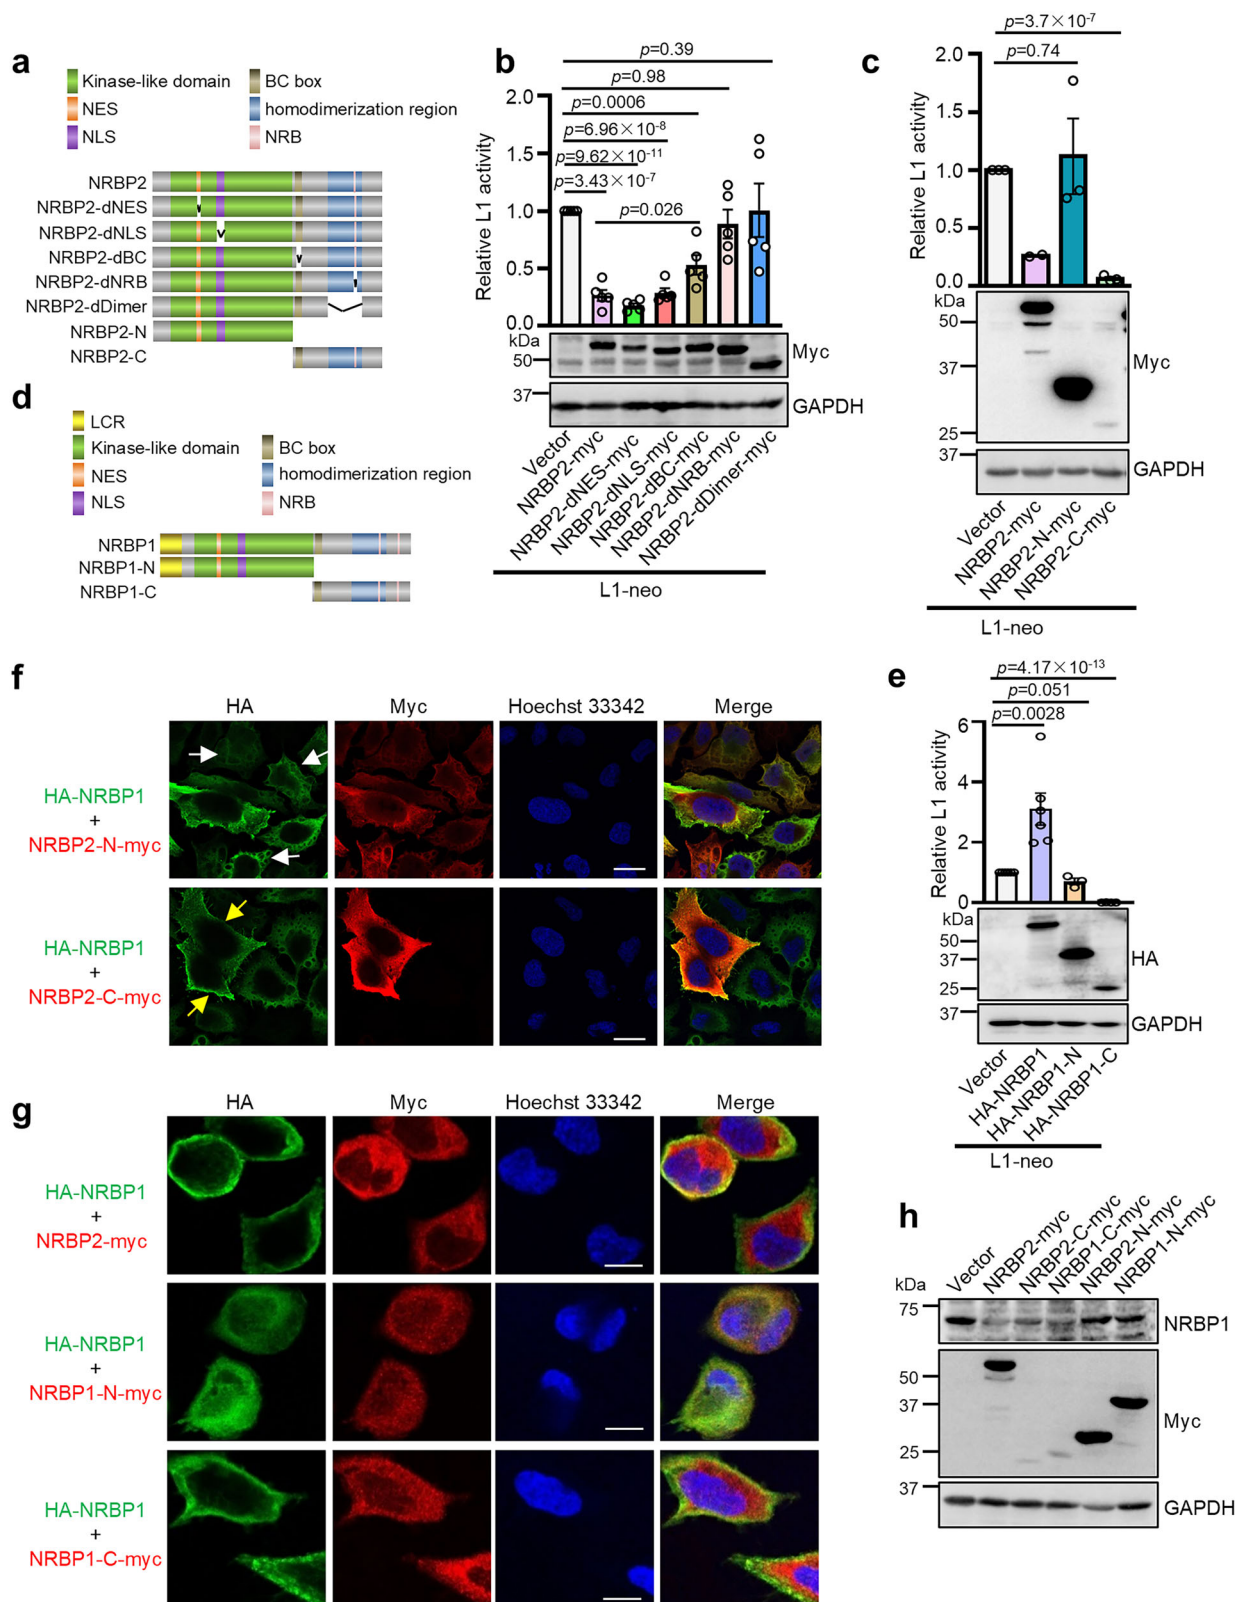 a
Kinase-like domain
NES
NLS
BC box
homodimerization region
NRB
NRBP2
NRBP2-dNES
NRBP2-dNLS
NRBP2-dBC
NRBP2-dNRB
NRBP2-dDimer
NRBP2-N
NRBP2-C
b
p=0.39
p=0.98
p=0.0006
p=6.96×10-8
p=9.62×10-11
p=3.43×10-7
p=0.026
Relative L1 activity
2.0
1.5
1.0
0.5
0.0
kDa
50
Myc
37
GAPDH
Vector
NRBP2-myc
NRBP2-dNES-myc
NRBP2-dNLS-myc
NRBP2-dBC-myc
NRBP2-dNRB-myc
NRBP2-dDimer-myc
L1-neo
c
p=3.7×10-7
p=0.74
Relative L1 activity
2.0
1.5
1.0
0.5
0.0
kDa
50
37
25
Myc
37
GAPDH
Vector
NRBP2-myc
NRBP2-N-myc
NRBP2-C-myc
L1-neo
d
LCR
Kinase-like domain
NES
NLS
BC box
homodimerization region
NRB
NRBP1
NRBP1-N
NRBP1-C
e
p=4.17×10-13
p=0.051
p=0.0028
Relative L1 activity
6
4
2
0
kDa
50
37
25
HA
37
GAPDH
Vector
HA-NRBP1
HA-NRBP1-N
HA-NRBP1-C
L1-neo
f
HA
Myc
Hoechst 33342
Merge
HA-NRBP1
+
NRBP2-N-myc
HA-NRBP1
+
NRBP2-C-myc
g
HA
Myc
Hoechst 33342
Merge
HA-NRBP1
+
NRBP2-myc
HA-NRBP1
+
NRBP1-N-myc
HA-NRBP1
+
NRBP1-C-myc
h
Vector
NRBP2-myc
NRBP2-C-myc
NRBP1-C-myc
NRBP2-N-myc
NRBP1-N-myc
kDa
75
NRBP1
50
37
25
Myc
37
GAPDH